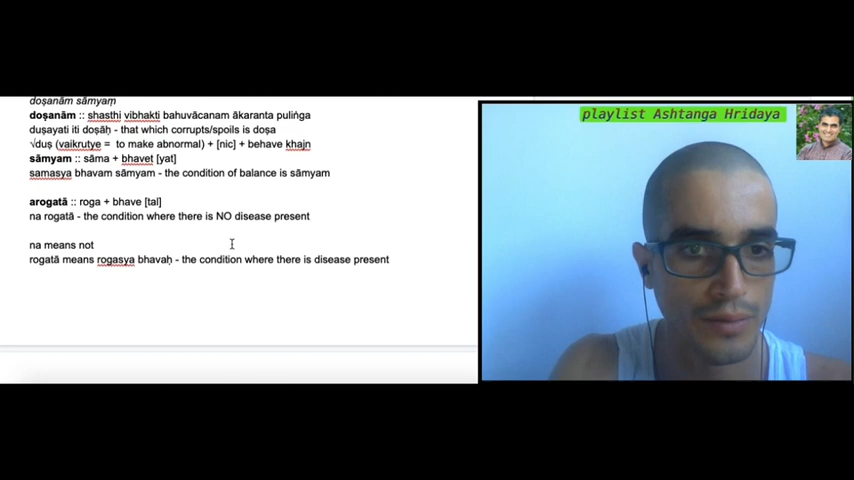 doṣanām sāmyaṃ
doṣanām :: shasthi vibhakti bahuvācanam ākaranta puliṅga
duṣayati iti doṣāḥ - that which corrupts/spoils is doṣa
√duṣ (vaikrutye = to make abnormal) + [nic] + behave khajn
sāmyam :: sāma + bhavet [yat]
samasya bhavam sāmyam - the condition of balance is sāmyam
arogatā :: roga + bhave [tal]
na rogatā - the condition where there is NO disease present
na means not
rogatā means rogasya bhavaḥ - the condition where there is disease present
playlist Ashtanga Hridaya